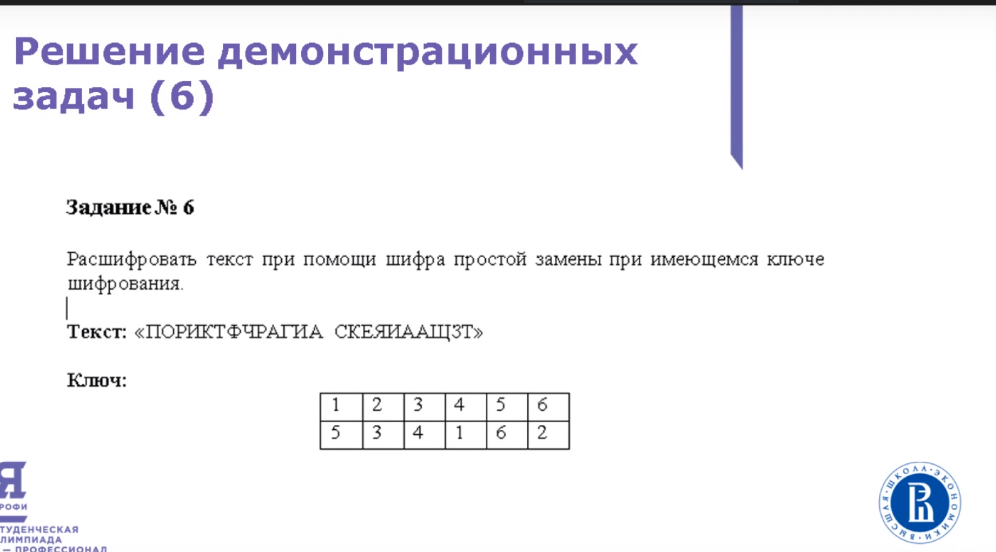 Решение демонстрационных
задач (6)
Задание № 6
Расшифровать текст при помощи шифра простой замены при имеющемся ключе
шифрования.
Текст: «ПОРИКТФЧРАГИА СКЕЯИААЩЗТ»
Ключ:
1 2 3 4 5 6
5 3 4 1 6 2
Я
РОФИ
ТУДЕНЧЕСКАЯ
ЛИМПИАДА
— ПРОФЕССИОНАЛ
ВЫСШАЯ ШКОЛА ЭКОНОМИКИ